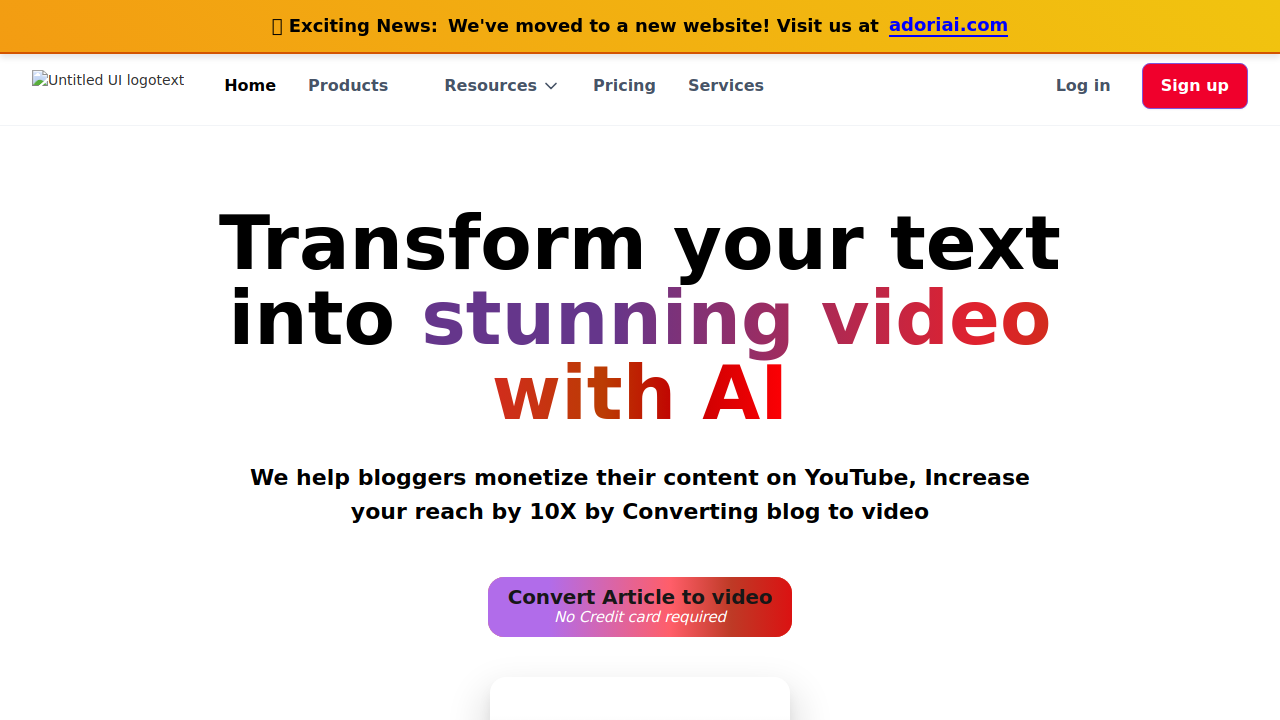 Exciting News: We've moved to a new website! Visit us at adoriai.com
Untitled UI logotext
Home
Products
Resources
Pricing
Services
Log in
Sign up
Transform your text
into stunning video
with AI
We help bloggers monetize their content on YouTube, Increase
your reach by 10X by Converting blog to video
Convert Article to video
No Credit card required